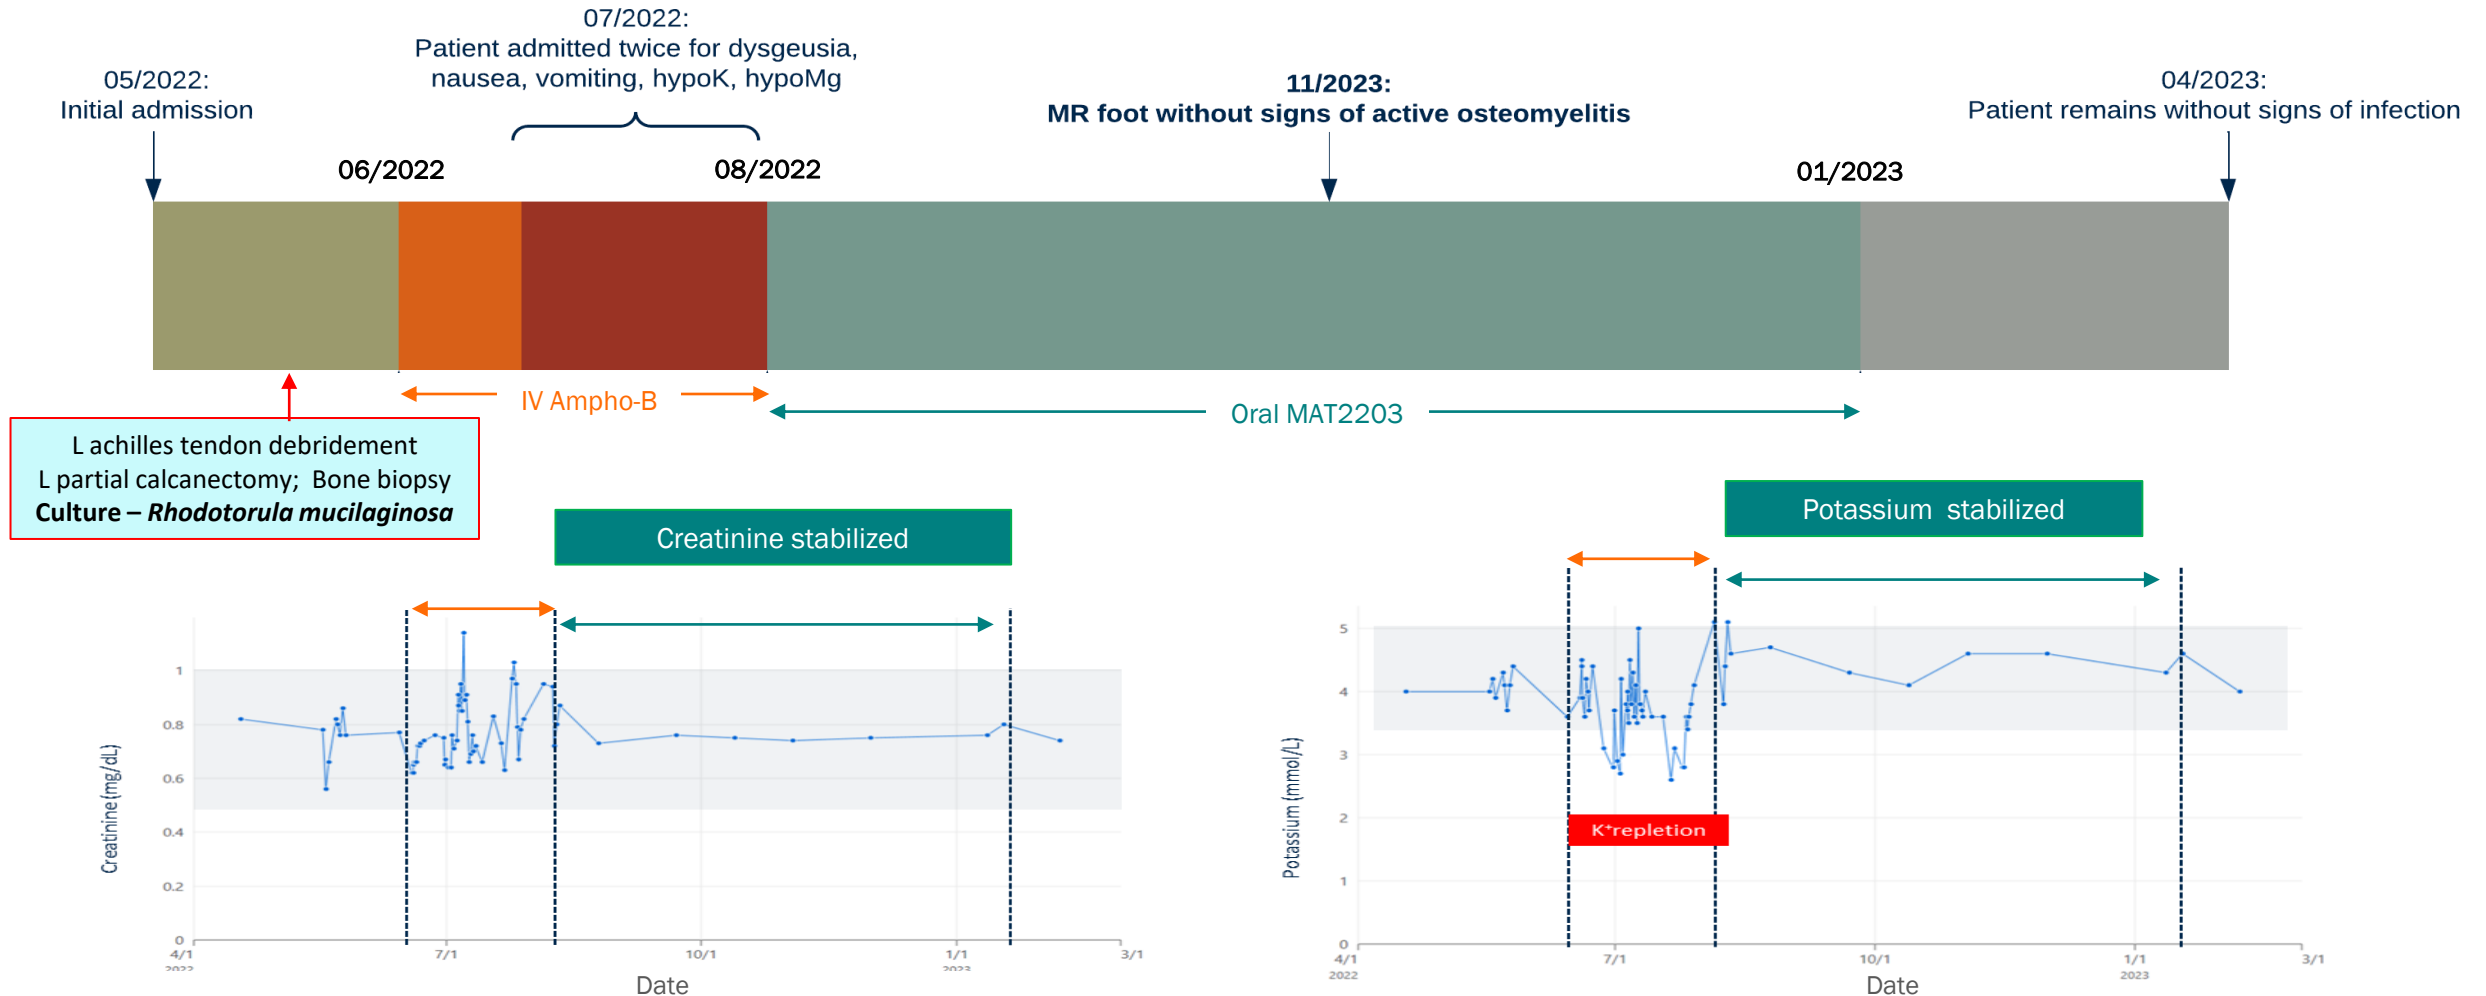 07/2022:
Patient admitted twice for dysgeusia,
nausea, vomiting, hypoK, hypoMg
05/2022:
Initial admission
11/2023:
MR foot without signs of active osteomyelitis
04/2023:
Patient remains without signs of infection
06/2022
08/2022
01/2023
IV Ampho-B
Oral MAT2203
L achilles tendon debridement
L partial calcanectomy; Bone biopsy
Culture – Rhodotorula mucilaginosa
Creatinine stabilized
Creatinine (mg/dL)
1
0.8
0.6
0.4
0.2
0
4/1
2022
7/1
10/1
1/1
2023
3/1
Date
Potassium stabilized
Potassium (mmol/L)
5
4
3
2
1
0
K+repletion
4/1
2022
7/1
10/1
1/1
2023
3/1
Date